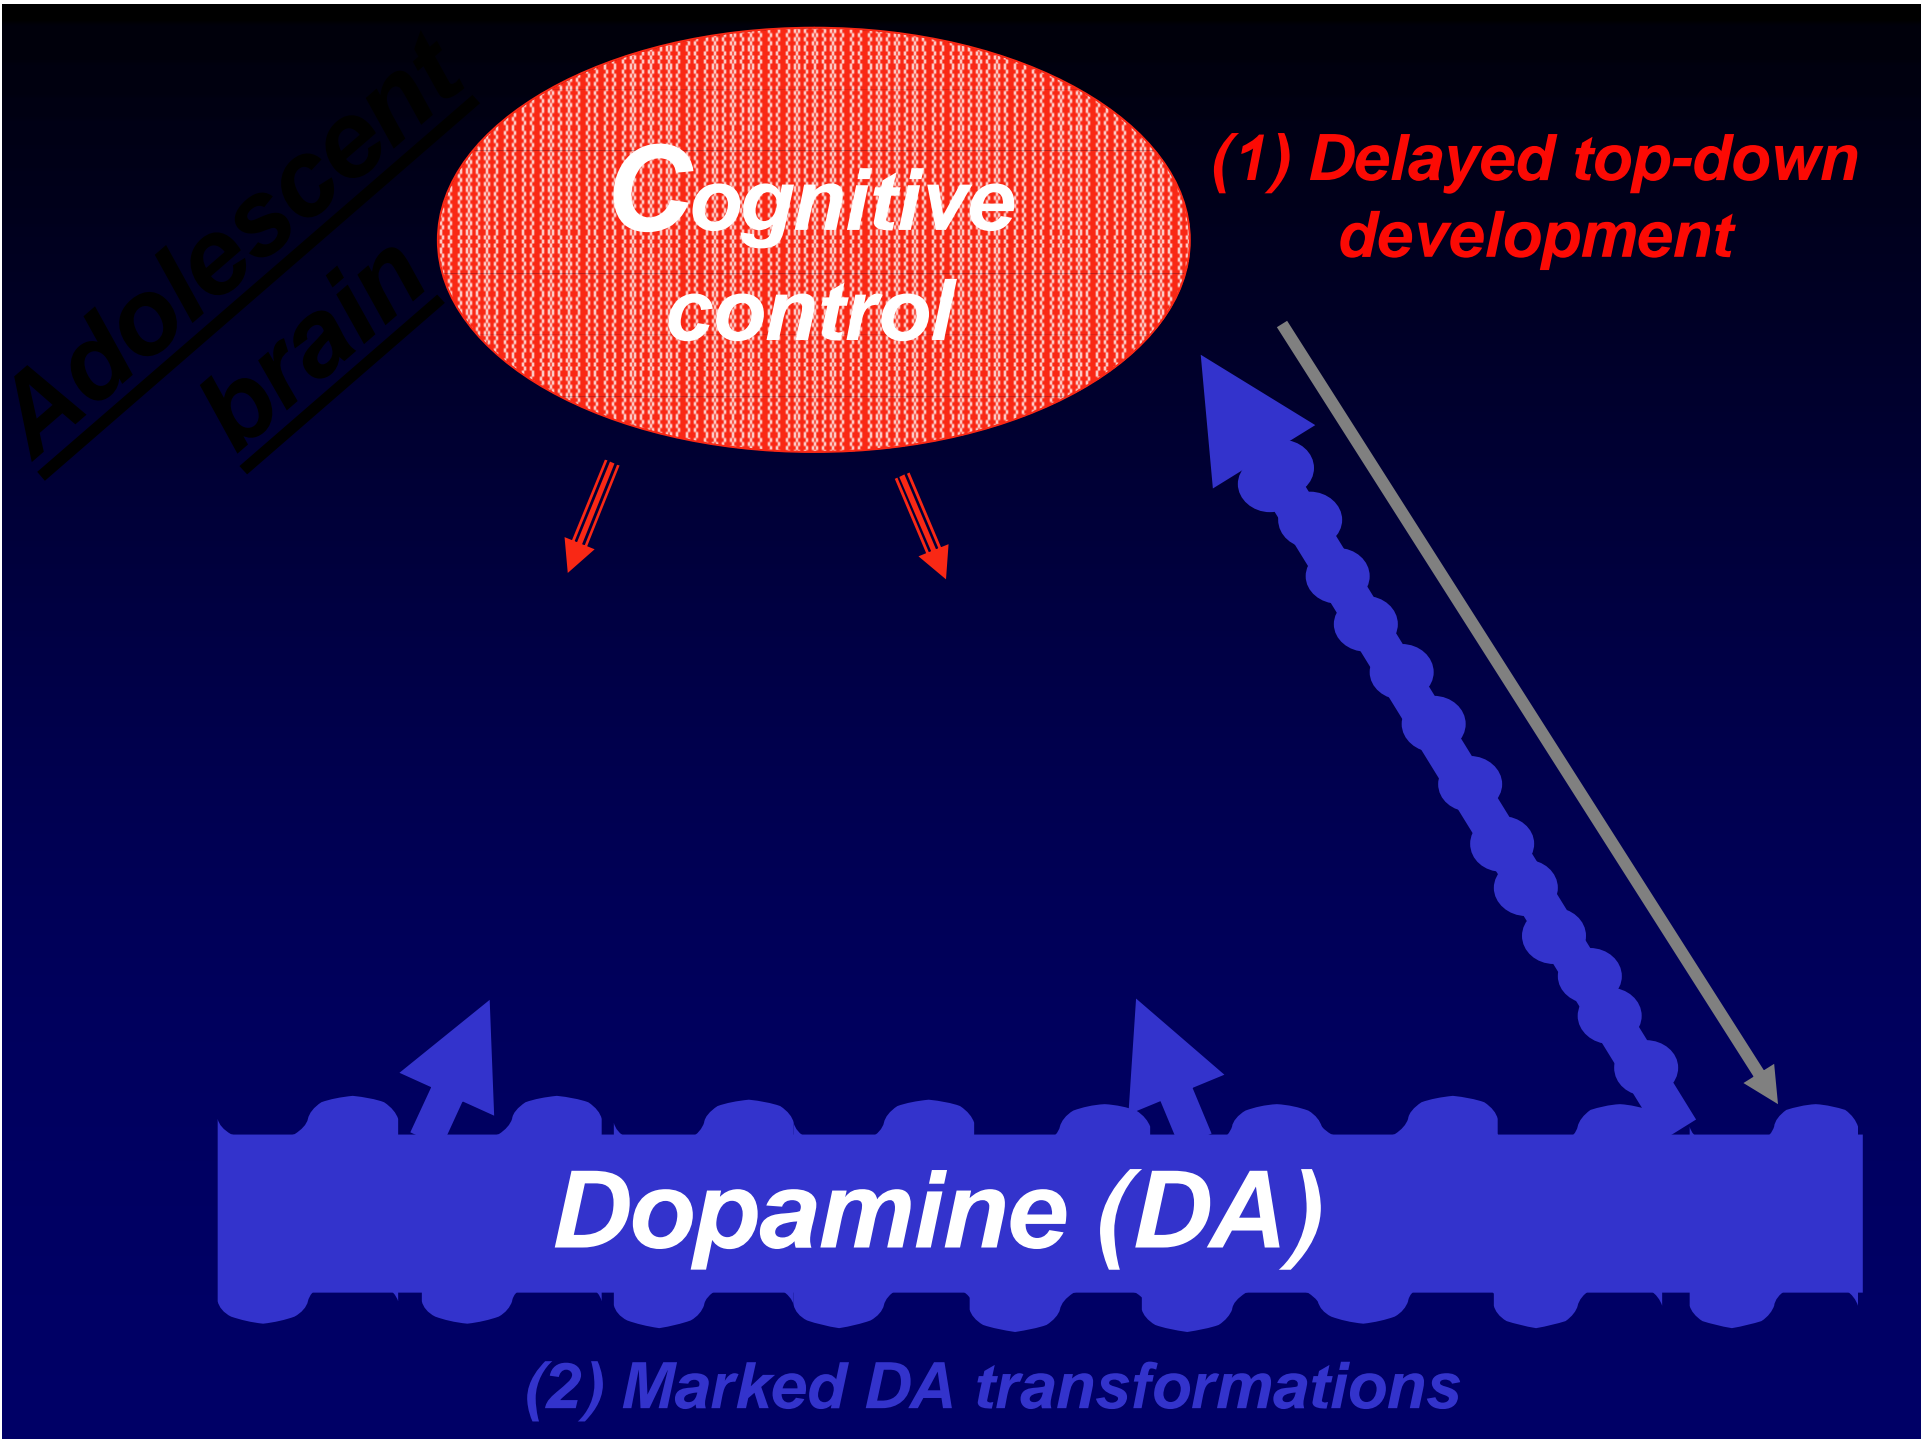 Adolescent
brain
Cognitive
control
(1) Delayed top-down
development
Dopamine (DA)
(2) Marked DA transformations